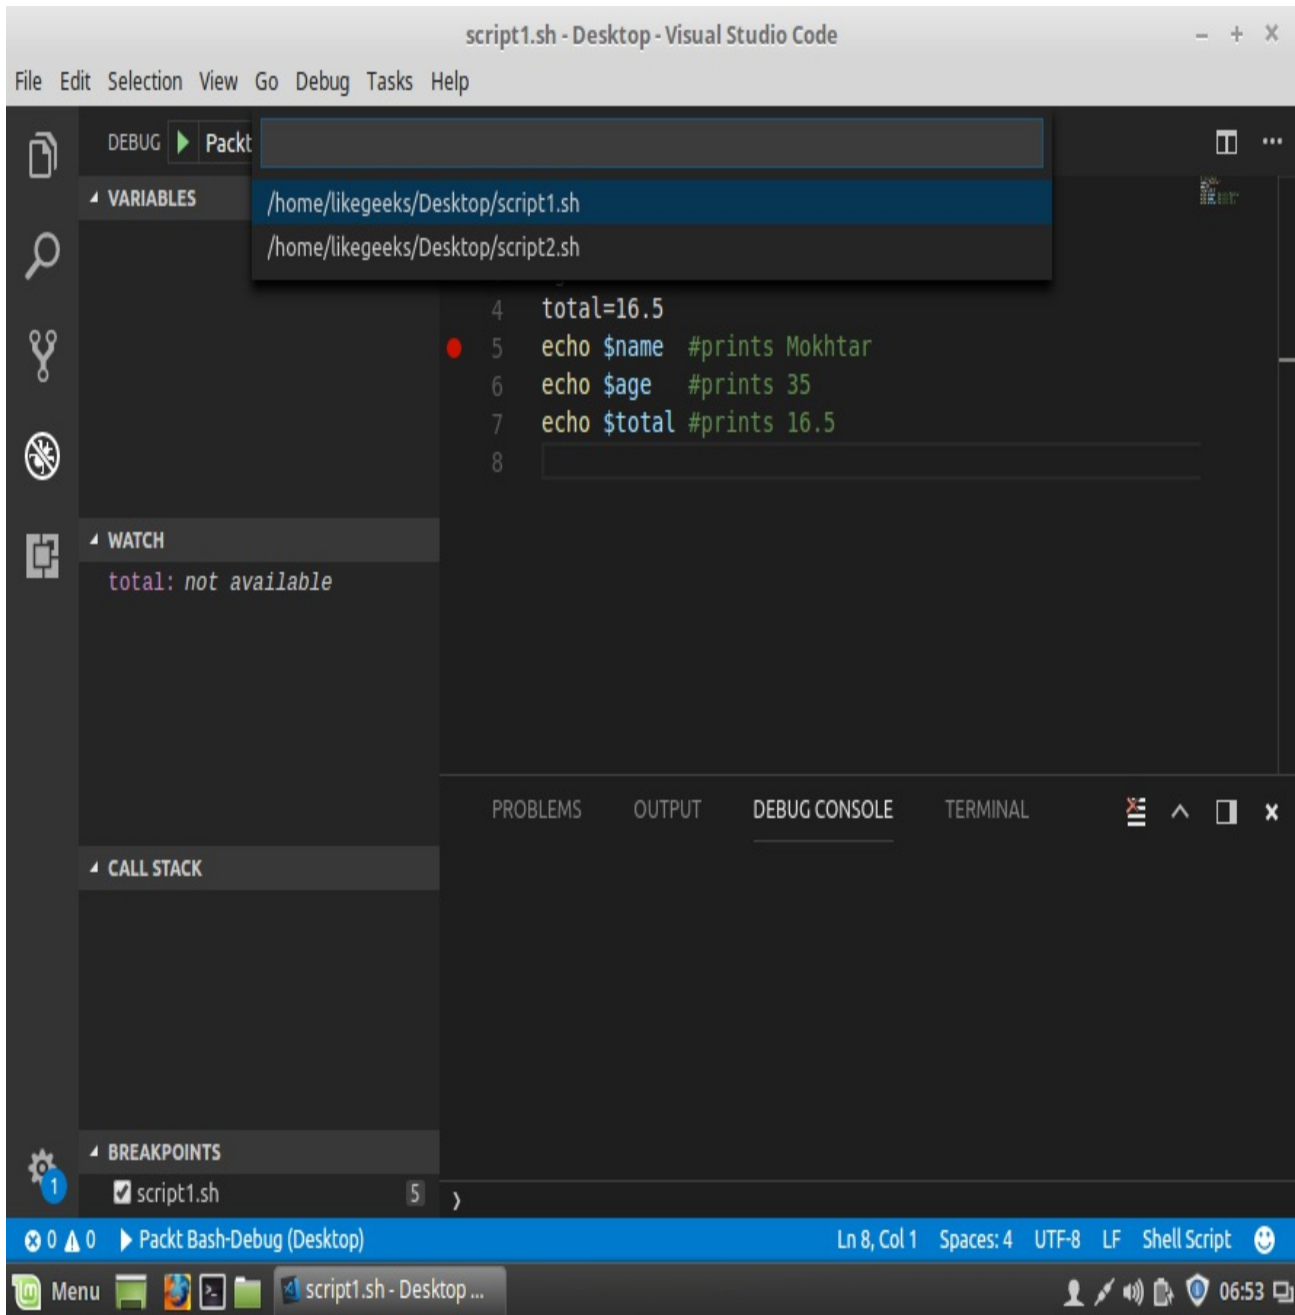 script1.sh - Desktop - Visual Studio Code
File Edit Selection View Go Debug Tasks Help
DEBUG Packt
/home/likegeeks/Desktop/script1.sh
/home/likegeeks/Desktop/script2.sh
VARIABLES
4 total=16.5
5 echo $name #prints Mokhtar
6 echo $age #prints 35
7 echo $total #prints 16.5
8
WATCH
total: not available
PROBLEMS OUTPUT DEBUG CONSOLE TERMINAL
CALL STACK
BREAKPOINTS
script1.sh 5
1
0 0 Packt Bash-Debug (Desktop) Ln 8, Col 1 Spaces: 4 UTF-8 LF Shell Script
Menu script1.sh - Desktop ... 06:53